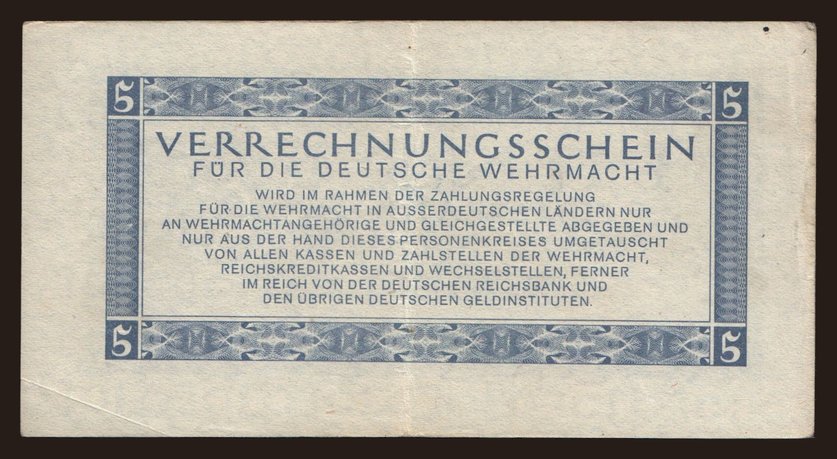 5 5
VERRECHNUNGSSCHEIN
FÜR DIE DEUTSCHE WEHRMACHT
WIRD IM RAHMEN DER ZAHLUNGSREGELUNG
FÜR DIE WEHRMACHT IN AUSSERDEUTSCHEN LÄNDERN NUR
AN WEHRMACHTANGEHÖRIGE UND GLEICHGESTELLTE ABGEGEBEN UND
NUR AUS DER HAND DIESES PERSONENKREISES UMGETAUSCHT
VON ALLEN KASSEN UND ZAHLSTELLEN DER WEHRMACHT,
REICHSKREDITKASSEN UND WECHSELSTELLEN, FERNER
IM REICH VON DER DEUTSCHEN REICHSBANK UND
DEN ÜBRIGEN DEUTSCHEN GELDINSTITUTEN.
5 5